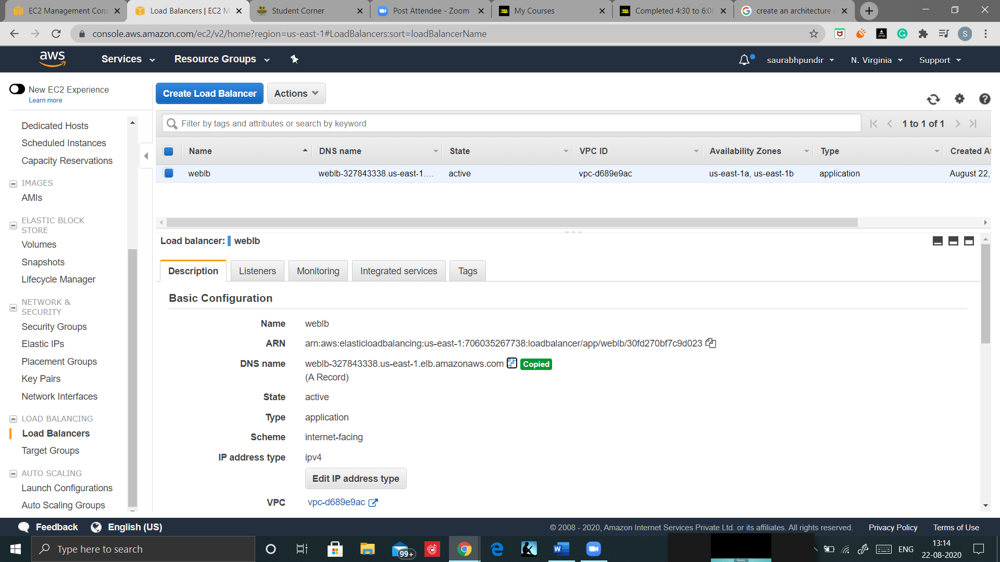 EC2 Management Cons
Load Balancers | EC2 M
Student Corner
Post Attendee - Zoom
My Courses
Completed 4:30 to 6:00
create an architecture
console.aws.amazon.com/ec2/v2/home?region=us-east-1#LoadBalancers:sort=loadBalancerName
S
aws
Services
Resource Groups
saurabhpundir
N. Virginia
Support
New EC2 Experience
Learn more
Dedicated Hosts
Scheduled Instances
Capacity Reservations
IMAGES
AMIs
ELASTIC BLOCK
STORE
Volumes
Snapshots
Lifecycle Manager
NETWORK &
SECURITY
Security Groups
Elastic IPs
Placement Groups
Key Pairs
Network Interfaces
LOAD BALANCING
Load Balancers
Target Groups
AUTO SCALING
Launch Configurations
Auto Scaling Groups
Create Load Balancer
Actions
Filter by tags and attributes or search by keyword
1 to 1 of 1
Name DNS name State VPC ID Availability Zones Type Created At
weblb weblb-327843338.us-east-1.... active vpc-d689e9ac us-east-1a, us-east-1b application August 22,
Load balancer: weblb
Description
Listeners
Monitoring
Integrated services
Tags
Basic Configuration
Name weblb
ARN arn:aws:elasticloadbalancing:us-east-1:706035267738:loadbalancer/app/weblb/30fd270bf7c9d023
DNS name weblb-327843338.us-east-1.elb.amazonaws.com Copied
(A Record)
State active
Type application
Scheme internet-facing
IP address type ipv4
Edit IP address type
VPC vpc-d689e9ac
Feedback
English (US)
© 2008 - 2020, Amazon Internet Services Private Ltd. or its affiliates. All rights reserved.
Privacy Policy
Terms of Use
Type here to search
99+
ENG
13:14
22-08-2020